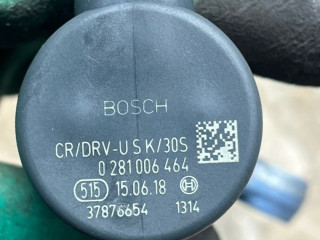 BOSCH
CR/DRV-U S K/30S
0 281 006 464
515 15.06.18
37876654 1314